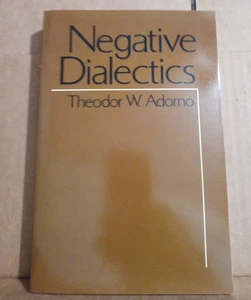 Negative
Dialectics
Theodor W. Adorno